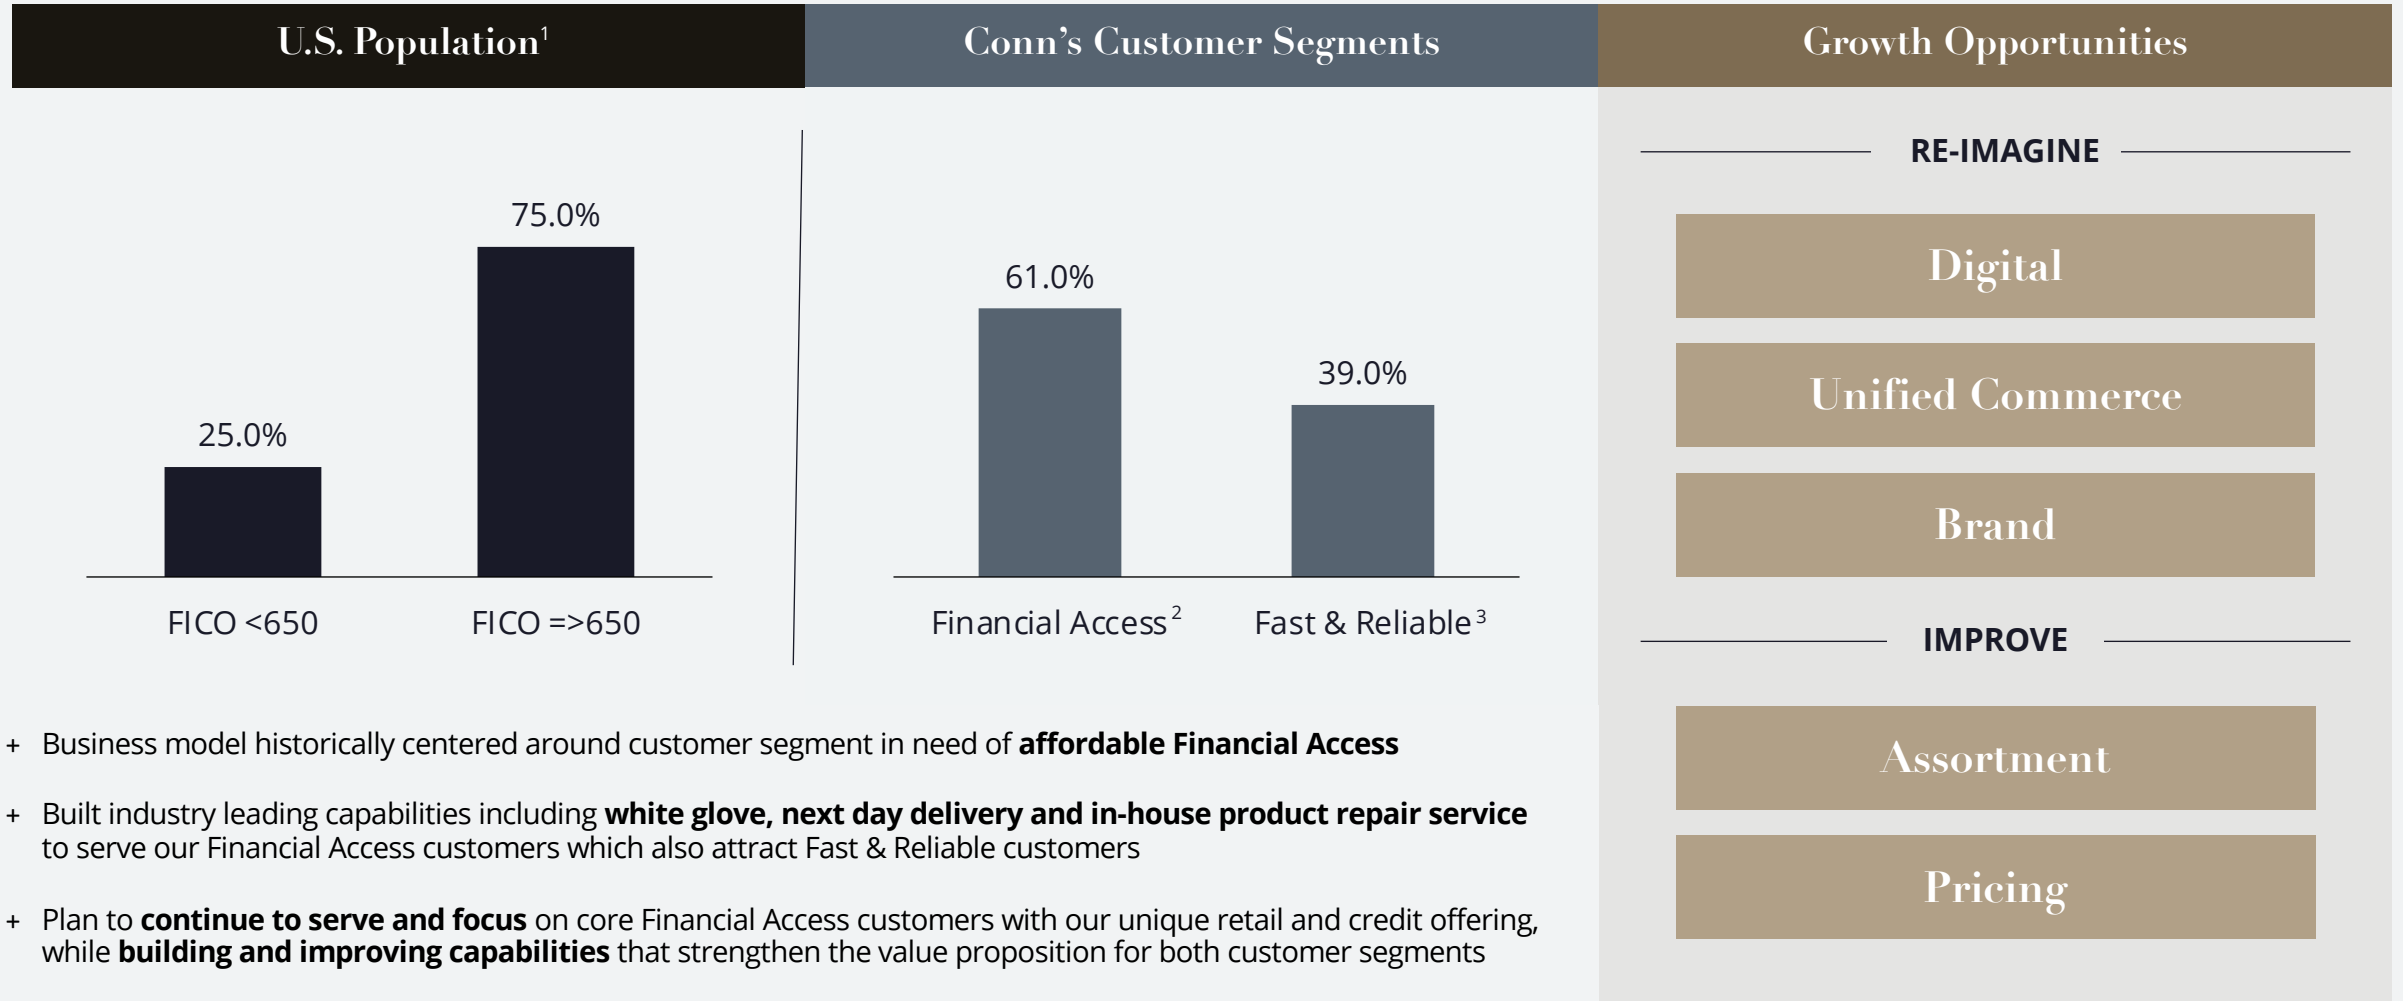 U.S. Population¹
75.0%
25.0%
FICO <650
FICO =>650
Conn’s Customer Segments
61.0%
39.0%
Financial Access²
Fast & Reliable³
+ Business model historically centered around customer segment in need of affordable Financial Access
+ Built industry leading capabilities including white glove, next day delivery and in-house product repair service
to serve our Financial Access customers which also attract Fast & Reliable customers
+ Plan to continue to serve and focus on core Financial Access customers with our unique retail and credit offering,
while building and improving capabilities that strengthen the value proposition for both customer segments
Growth Opportunities
RE-IMAGINE
Digital
Unified Commerce
Brand
IMPROVE
Assortment
Pricing